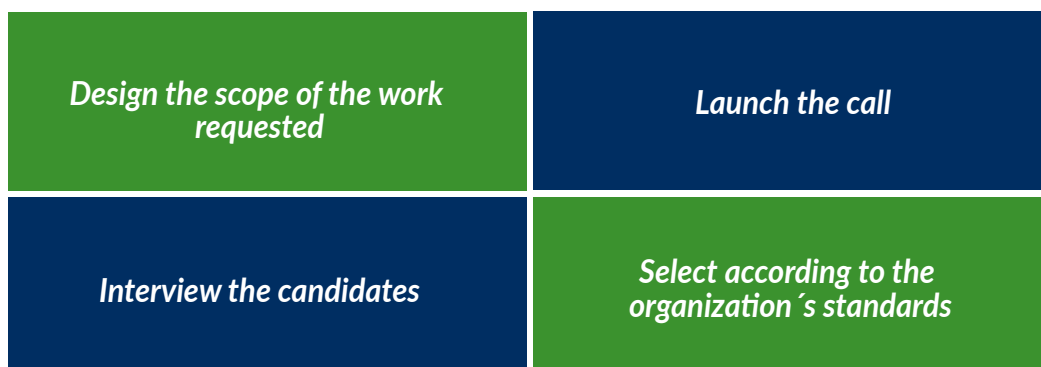 Design the scope of the work
requested
Launch the call
Interview the candidates
Select according to the
organization´s standards